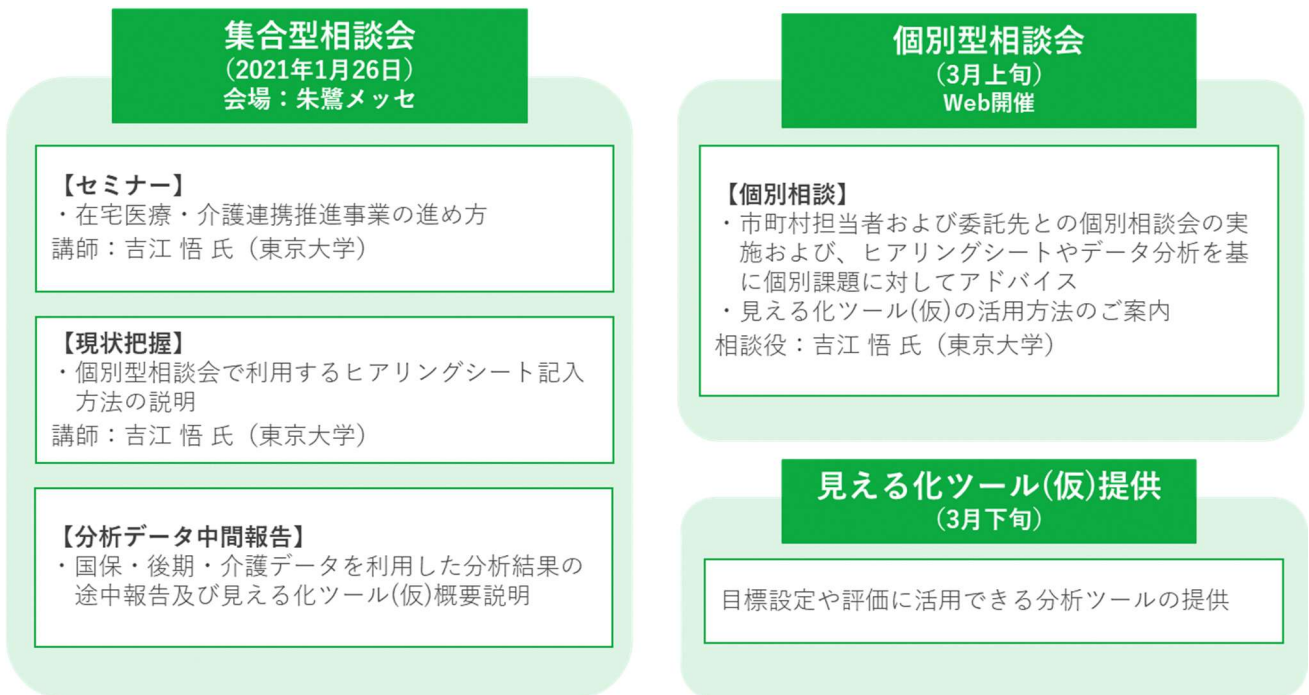 集合型相談会
（2021年1月26日）
会場：朱鷺メッセ
【セミナー】
・在宅医療・介護連携推進事業の進め方
講師：吉江 悟 氏（東京大学）
【現状把握】
・個別型相談会で利用するヒアリングシート記入
方法の説明
講師：吉江 悟 氏（東京大学）
【分析データ中間報告】
・国保・後期・介護データを利用した分析結果の
途中報告及び見える化ツール(仮)概要説明
個別型相談会
（3月上旬）
Web開催
【個別相談】
・市町村担当者および委託先との個別相談会の実
施および、ヒアリングシートやデータ分析を基
に個別課題に対してアドバイス
・見える化ツール(仮)の活用方法のご案内
相談役：吉江 悟 氏（東京大学）
見える化ツール(仮)提供
（3月下旬）
目標設定や評価に活用できる分析ツールの提供